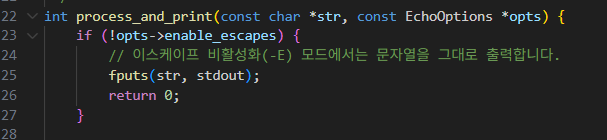 22 int process_and_print(const char *str, const EchoOptions *opts) {
23 if (!opts->enable_escapes) {
24 // 이스케이프 비활성화(-E) 모드에서는 문자열을 그대로 출력합니다.
25 fputs(str, stdout);
26 return 0;
27 }
28